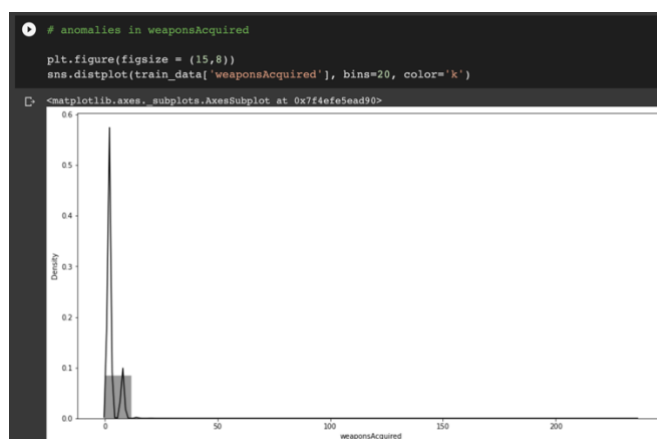 # anomalies in weaponsAcquired
plt.figure(figsize = (15,8))
sns.distplot(train_data['weaponsAcquired'], bins=20, color='k')
<matplotlib.axes._subplots.AxesSubplot at 0x7f4efe5ead90>
0.6
0.5
0.4
0.3
0.2
0.1
0.0
Density
0 50 100 150 200
weaponsAcquired